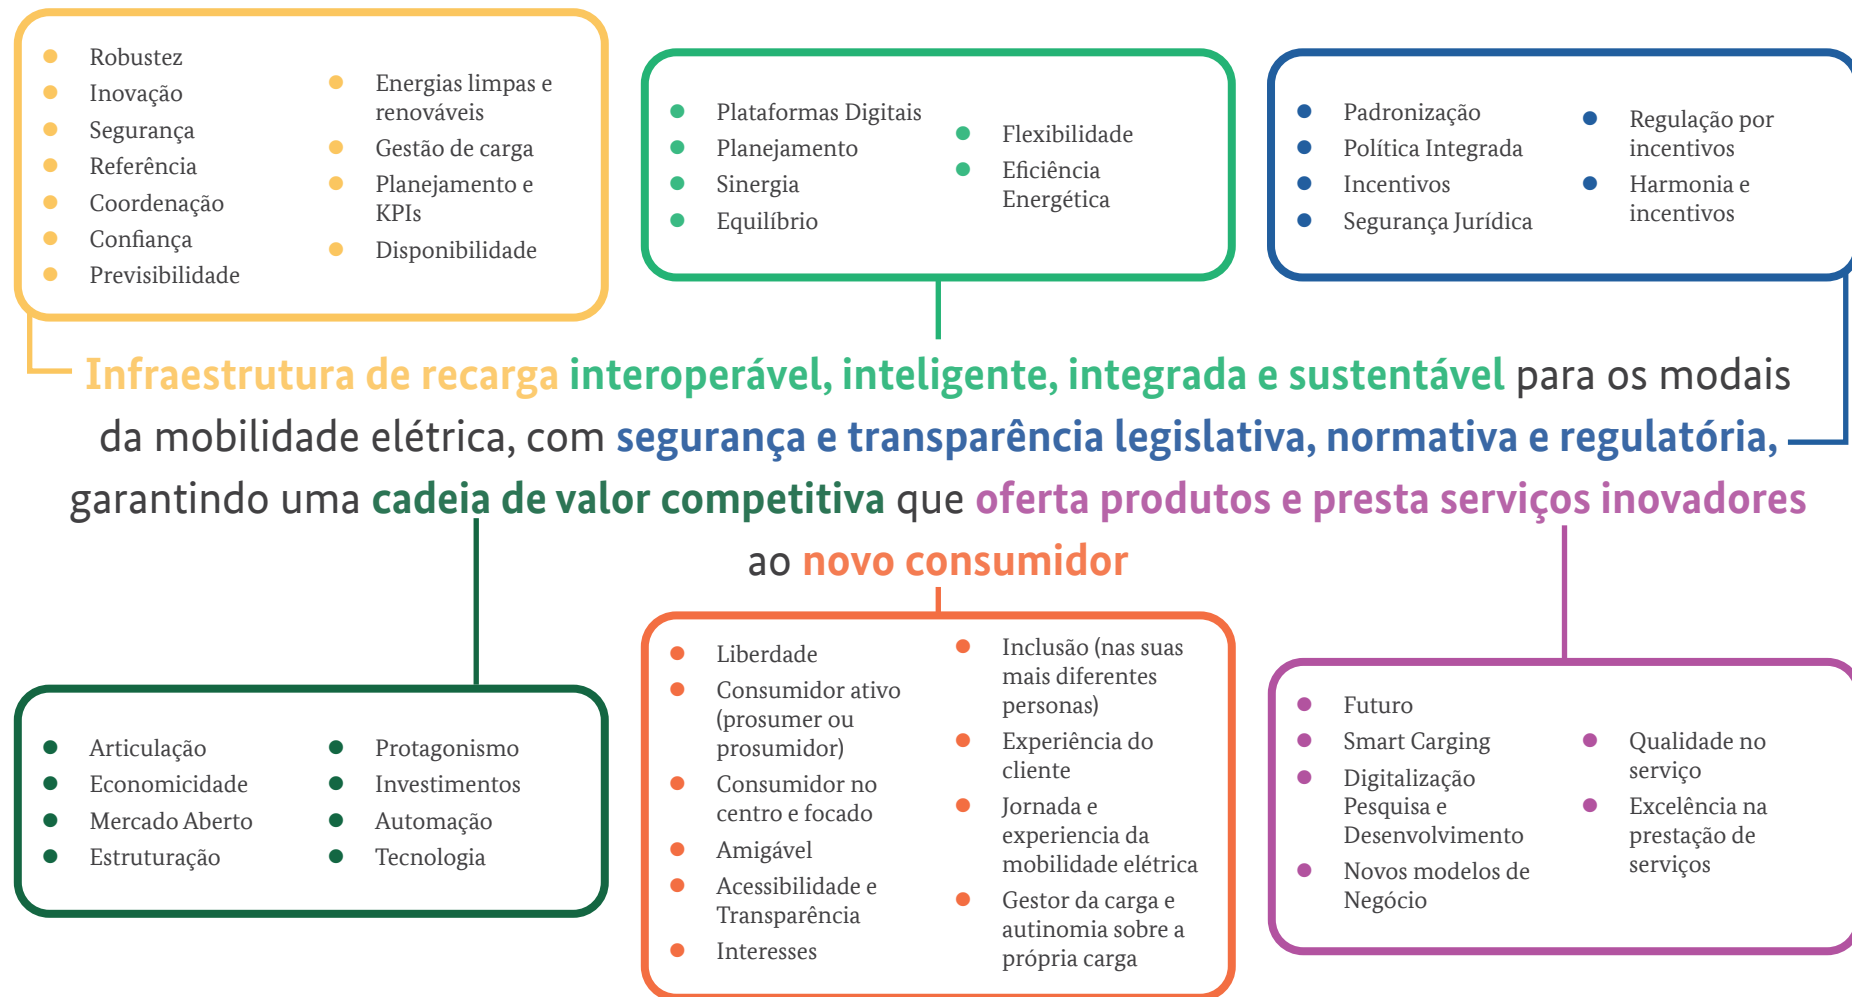 Robustez
Inovação
Segurança
Referência
Coordenação
Confiança
Previsibilidade
Energias limpas e
renováveis
Gestão de carga
Planejamento e
KPIs
Disponibilidade
Plataformas Digitais
Planejamento
Sinergia
Equilíbrio
Flexibilidade
Eficiência
Energética
Padronização
Política Integrada
Incentivos
Segurança Jurídica
Regulação por
incentivos
Harmonia e
incentivos
Infraestrutura de recarga interoperável, inteligente, integrada e sustentável para os modais
da mobilidade elétrica, com segurança e transparência legislativa, normativa e regulatória,
garantindo uma cadeia de valor competitiva que oferta produtos e presta serviços inovadores
ao novo consumidor
Articulação
Economicidade
Mercado Aberto
Estruturação
Protagonismo
Investimentos
Automação
Tecnologia
Liberdade
Consumidor ativo
(prosumer ou
prosumidor)
Consumidor no
centro e focado
Amigável
Acessibilidade e
Transparência
Interesses
Inclusão (nas suas
mais diferentes
personas)
Experiência do
cliente
Jornada e
experiencia da
mobilidade elétrica
Gestor da carga e
autinomia sobre a
própria carga
Futuro
Smart Carging
Digitalização
Pesquisa e
Desenvolvimento
Novos modelos de
Negócio
Qualidade no
serviço
Excelência na
prestação de
serviços